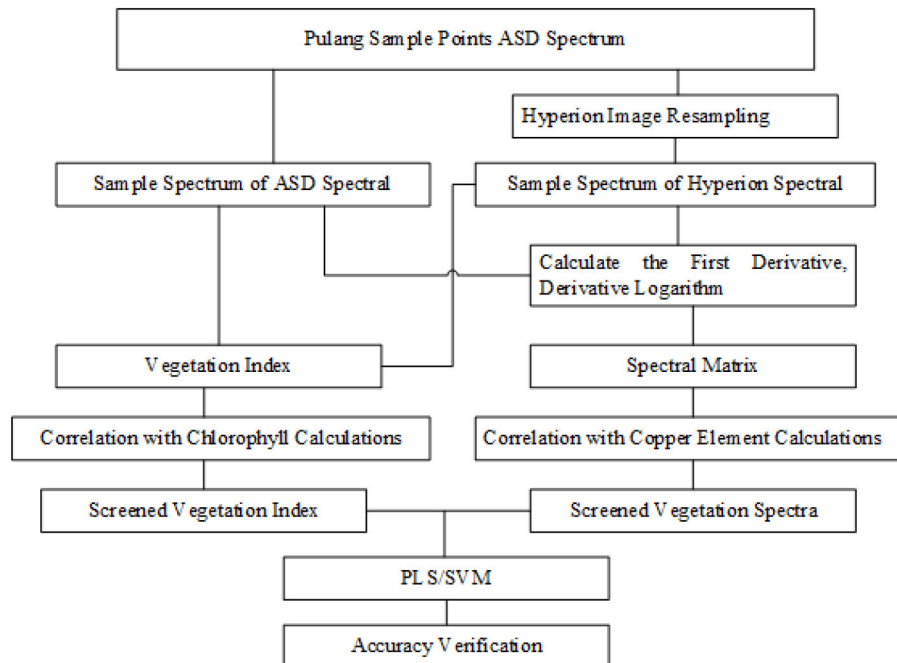 Pulang Sample Points ASD Spectrum
Hyperion Image Resampling
Sample Spectrum of ASD Spectral
Sample Spectrum of Hyperion Spectral
Calculate the First Derivative,
Derivative Logarithm
Vegetation Index
Spectral Matrix
Correlation with Chlorophyll Calculations
Correlation with Copper Element Calculations
Screened Vegetation Index
Screened Vegetation Spectra
PLS/SVM
Accuracy Verification